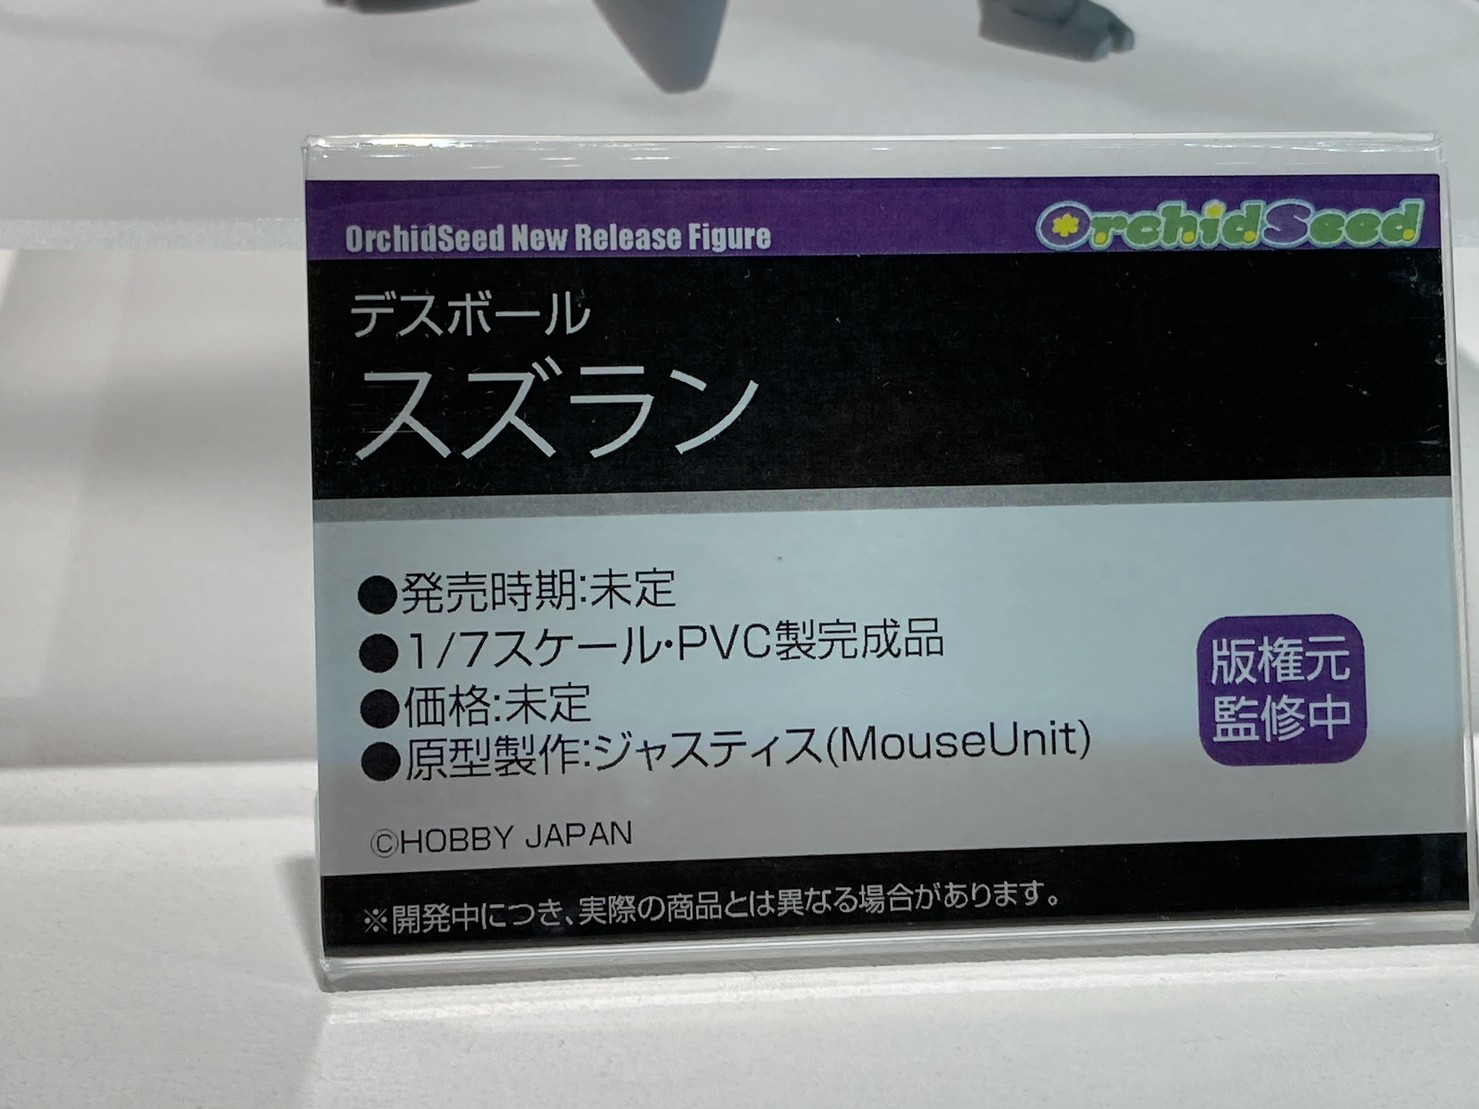 OrchidSeed New Release Figure
OrchidSeed
デスボール
スズラン
●発売時期:未定
●1/7スケール・PVC製完成品
●価格:未定
●原型製作:ジャスティス(MouseUnit)
版権元
監修中
©HOBBY JAPAN
※開発中につき、実際の商品とは異なる場合があります。